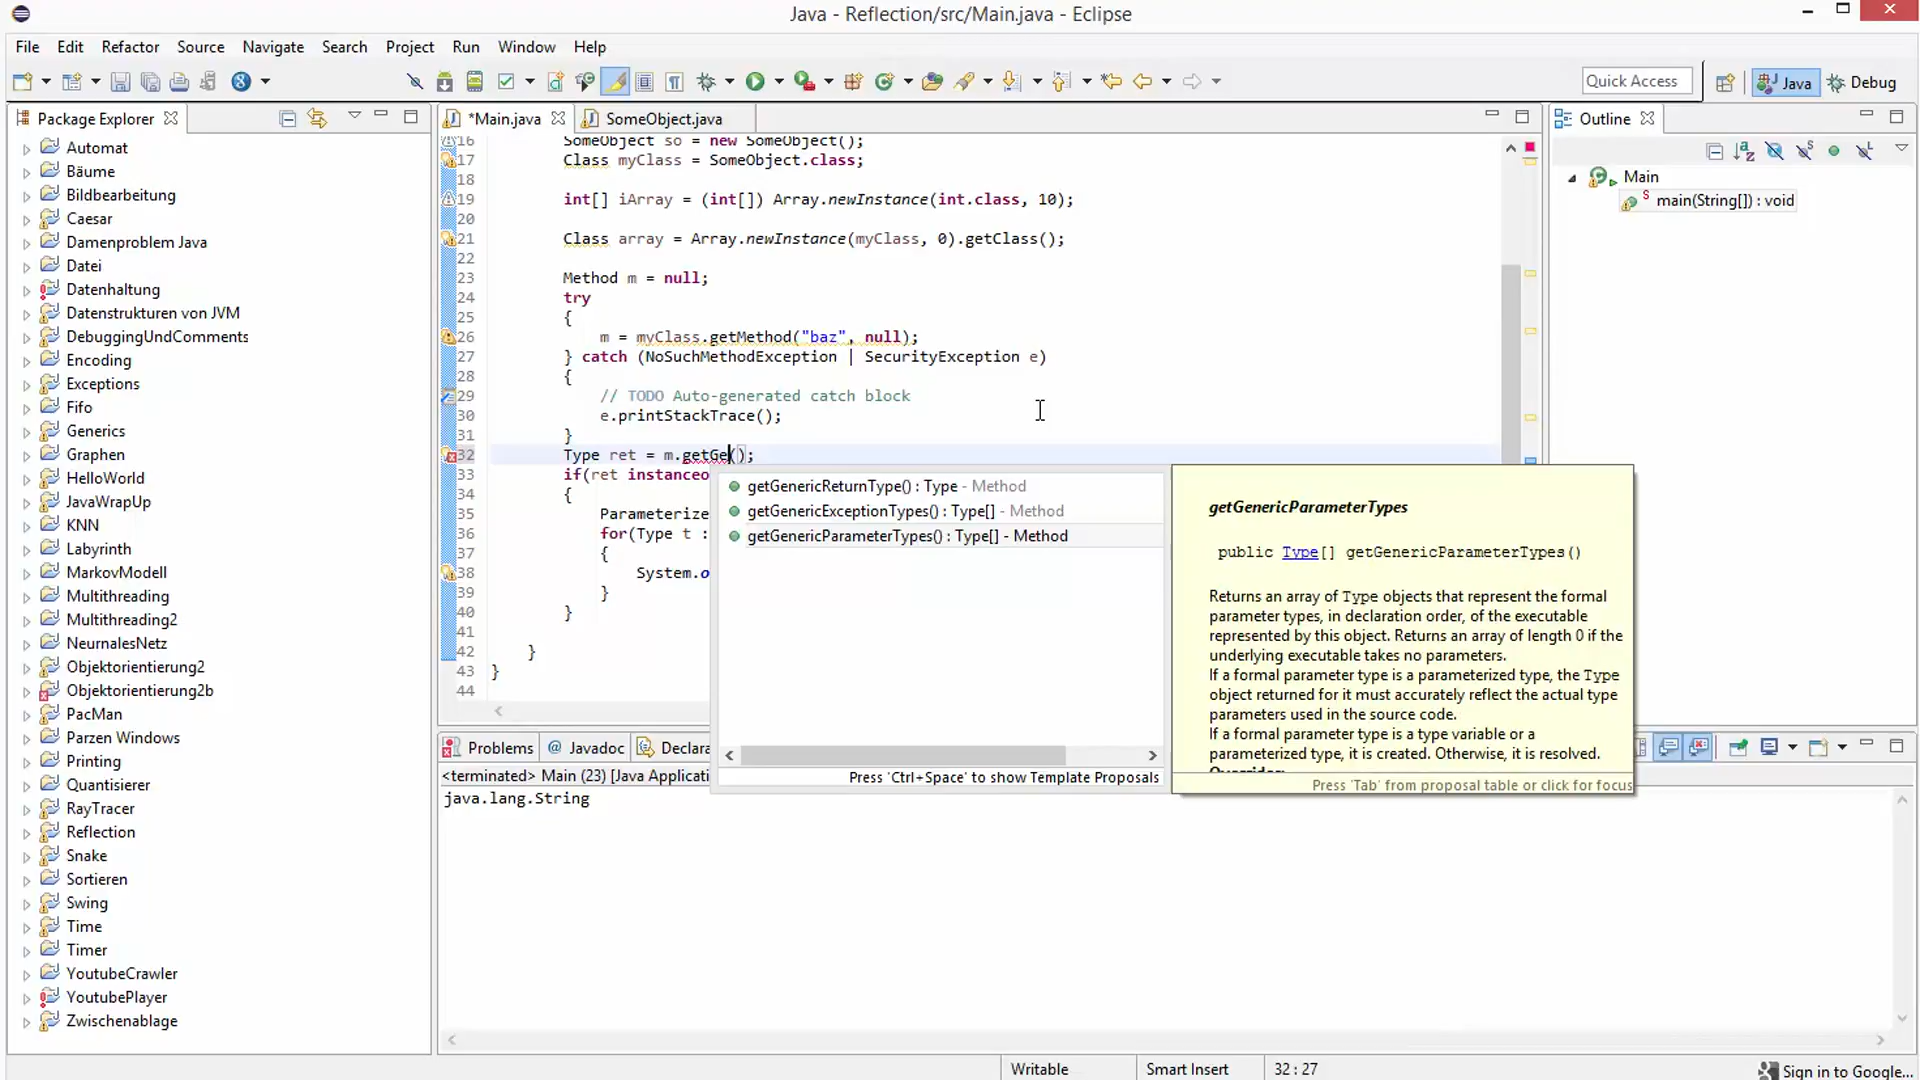 Java - Reflection/src/Main.java - Eclipse
File Edit Refactor Source Navigate Search Project Run Window Help
Quick Access Java Debug
Package Explorer
Automat
Bäume
Bildbearbeitung
Caesar
Damenproblem Java
Datei
Datenhaltung
Datenstrukturen von JVM
DebuggingUndComments
Encoding
Exceptions
Fifo
Generics
Graphen
HelloWorld
JavaWrapUp
KNN
Labyrinth
MarkovModell
Multithreading
Multithreading2
NeurnalesNetz
Objektorientierung2
Objektorientierung2b
PacMan
Parzen Windows
Printing
Quantisierer
RayTracer
Reflection
Snake
Sortieren
Swing
Time
Timer
YoutubeCrawler
YoutubePlayer
Zwischenablage
*Main.java SomeObject.java
16 SomeObject so = new SomeObject();
17 Class myClass = SomeObject.class;
18
19 int[] iArray = (int[]) Array.newInstance(int.class, 10);
20
21 Class array = Array.newInstance(myClass, 0).getClass();
22
23 Method m = null;
24 try
25 {
26 m = myClass.getMethod("baz", null);
27 } catch (NoSuchMethodException | SecurityException e)
28 {
29 // TODO Auto-generated catch block
30 e.printStackTrace();
31 }
32 Type ret = m.getGe();
33 if(ret instanceo
34 {
35 Parameterize
36 for(Type t :
37 {
38 System.o
39 }
40 }
41
42 }
43 }
44
getGenericReturnType() : Type - Method
getGenericExceptionTypes() : Type[] - Method
getGenericParameterTypes() : Type[] - Method
Press 'Ctrl+Space' to show Template Proposals
getGenericParameterTypes
public Type[] getGenericParameterTypes()
Returns an array of Type objects that represent the formal
parameter types, in declaration order, of the executable
represented by this object. Returns an array of length 0 if the
underlying executable takes no parameters.
If a formal parameter type is a parameterized type, the Type
object returned for it must accurately reflect the actual type
parameters used in the source code.
If a formal parameter type is a type variable or a
parameterized type, it is created. Otherwise, it is resolved.
Press 'Tab' from proposal table or click for focus
Outline
Main
main(String[]) : void
Problems @ Javadoc Declara
<terminated> Main (23) [Java Applicati
java.lang.String
Writable Smart Insert 32 : 27 Sign in to Google...